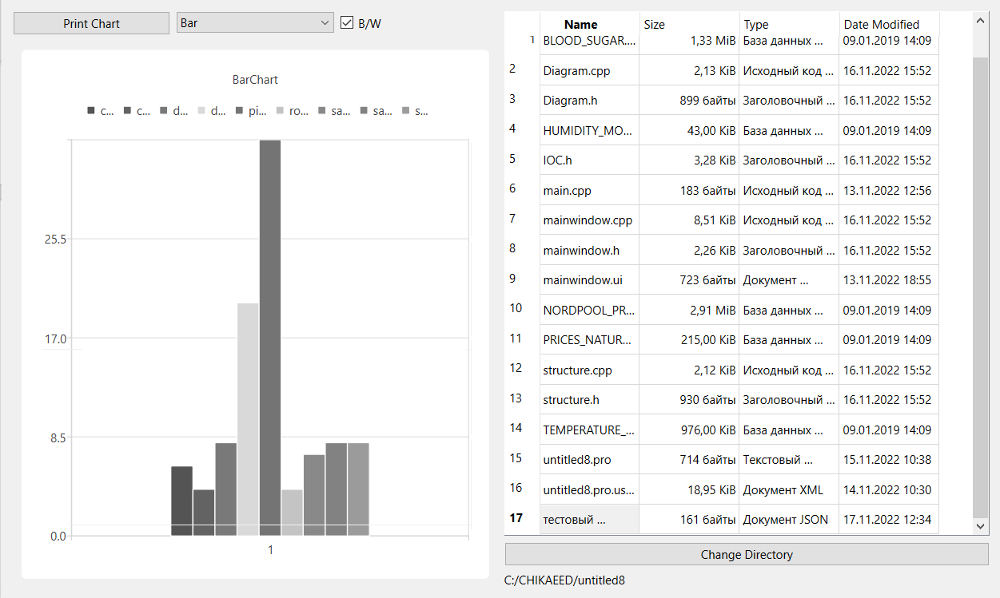 Print Chart
Bar
B/W
BarChart
c... c... d... d... pi... ro... sa... sa... s...
25.5
17.0
8.5
0.0
1
Name Size Type Date Modified
1 BLOOD_SUGAR.... 1,33 MiB База данных ... 09.01.2019 14:09
2 Diagram.cpp 2,13 KiB Исходный код ... 16.11.2022 15:52
3 Diagram.h 899 байты Заголовочный ... 16.11.2022 15:52
4 HUMIDITY_MO... 43,00 KiB База данных ... 09.01.2019 14:09
5 IOC.h 3,28 KiB Заголовочный ... 16.11.2022 15:52
6 main.cpp 183 байты Исходный код ... 13.11.2022 12:56
7 mainwindow.cpp 8,51 KiB Исходный код ... 16.11.2022 15:52
8 mainwindow.h 2,26 KiB Заголовочный ... 16.11.2022 15:52
9 mainwindow.ui 723 байты Документ ... 13.11.2022 18:55
10 NORDPOOL_PR... 2,91 MiB База данных ... 09.01.2019 14:09
11 PRICES_NATUR... 215,00 KiB База данных ... 09.01.2019 14:09
12 structure.cpp 2,12 KiB Исходный код ... 16.11.2022 15:52
13 structure.h 930 байты Заголовочный ... 16.11.2022 15:52
14 TEMPERATURE_... 976,00 KiB База данных ... 09.01.2019 14:09
15 untitled8.pro 714 байты Текстовый ... 15.11.2022 10:38
16 untitled8.pro.us... 18,95 KiB Документ XML 14.11.2022 10:30
17 тестовый ... 161 байты Документ JSON 17.11.2022 12:34
Change Directory
C:/CHIKAEED/untitled8